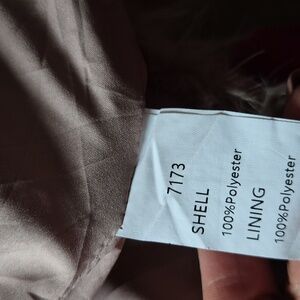 7173
SHELL
100%Polyester
LINING
100%Polyester